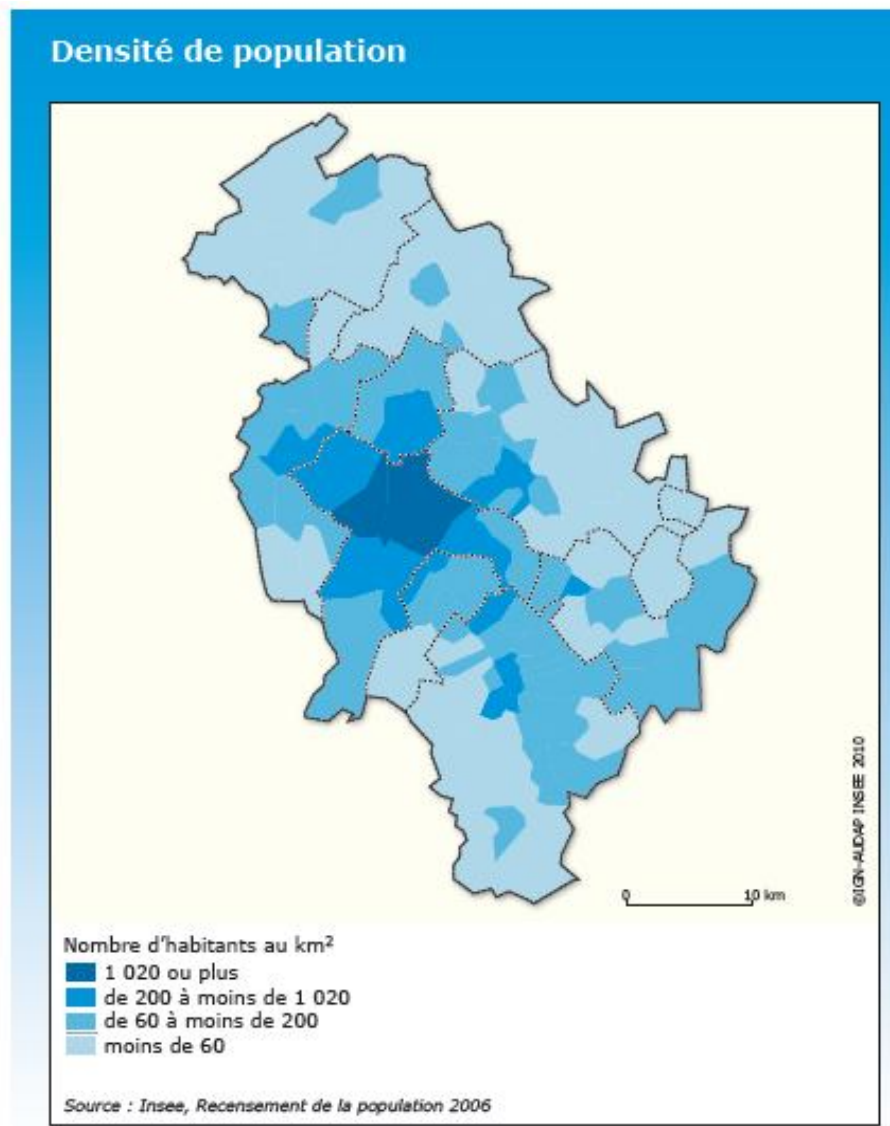 Densité de population
©IGN-AUDAP INSEE 2010
0 10 km
Nombre d'habitants au km²
1 020 ou plus
de 200 à moins de 1 020
de 60 à moins de 200
moins de 60
Source : Insee, Recensement de la population 2006